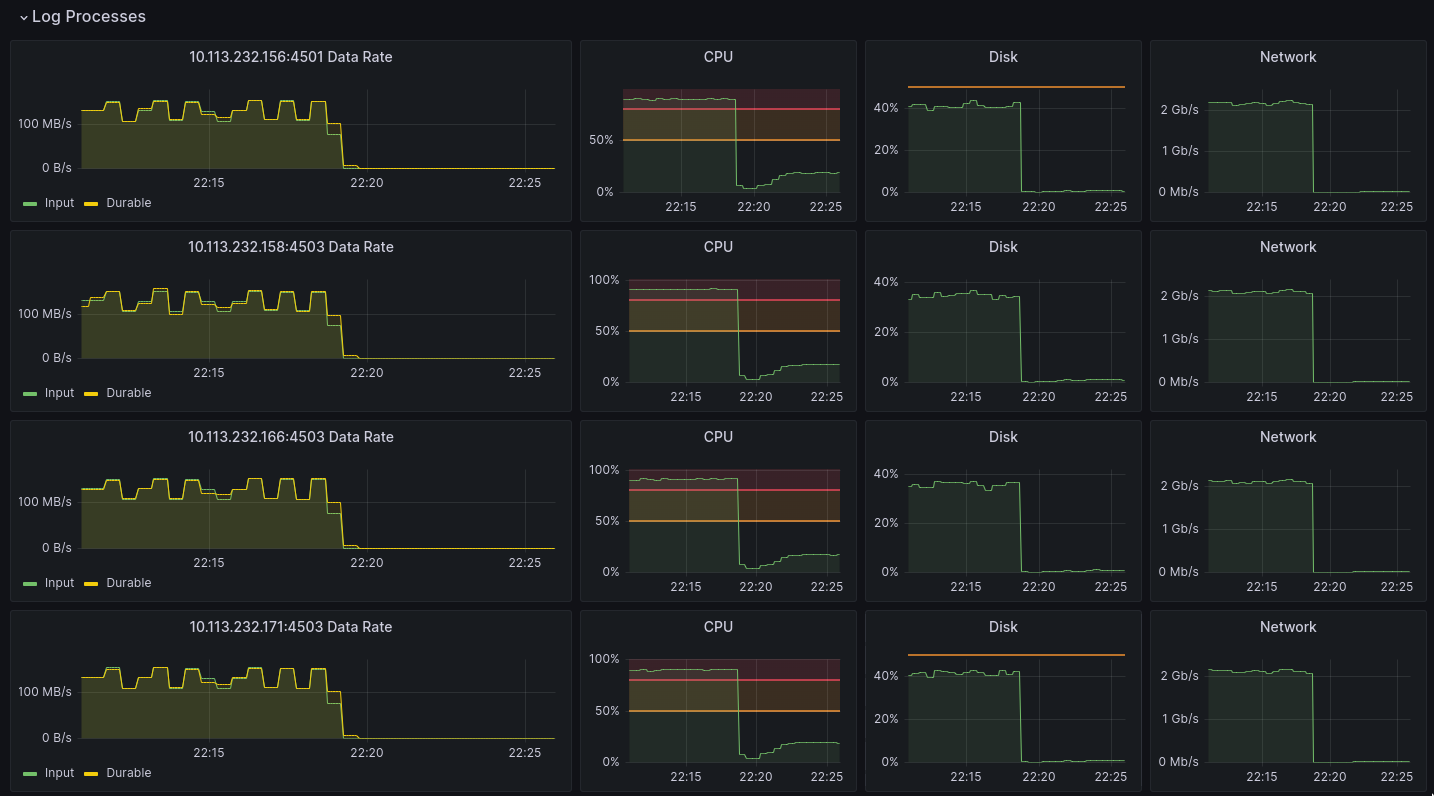 Log Processes
10.113.232.156:4501 Data Rate
100 MB/s
0 B/s
22:15 22:20 22:25
Input Durable
CPU
50%
0%
22:15 22:20 22:25
Disk
40%
20%
0%
22:15 22:20 22:25
Network
2 Gb/s
1 Gb/s
0 Mb/s
22:15 22:20 22:25
10.113.232.158:4503 Data Rate
100 MB/s
0 B/s
22:15 22:20 22:25
Input Durable
CPU
100%
50%
0%
22:15 22:20 22:25
Disk
40%
20%
0%
22:15 22:20 22:25
Network
2 Gb/s
1 Gb/s
0 Mb/s
22:15 22:20 22:25
10.113.232.166:4503 Data Rate
100 MB/s
0 B/s
22:15 22:20 22:25
Input Durable
CPU
100%
50%
0%
22:15 22:20 22:25
Disk
40%
20%
0%
22:15 22:20 22:25
Network
2 Gb/s
1 Gb/s
0 Mb/s
22:15 22:20 22:25
10.113.232.171:4503 Data Rate
100 MB/s
0 B/s
22:15 22:20 22:25
Input Durable
CPU
100%
50%
0%
22:15 22:20 22:25
Disk
40%
20%
0%
22:15 22:20 22:25
Network
2 Gb/s
1 Gb/s
0 Mb/s
22:15 22:20 22:25